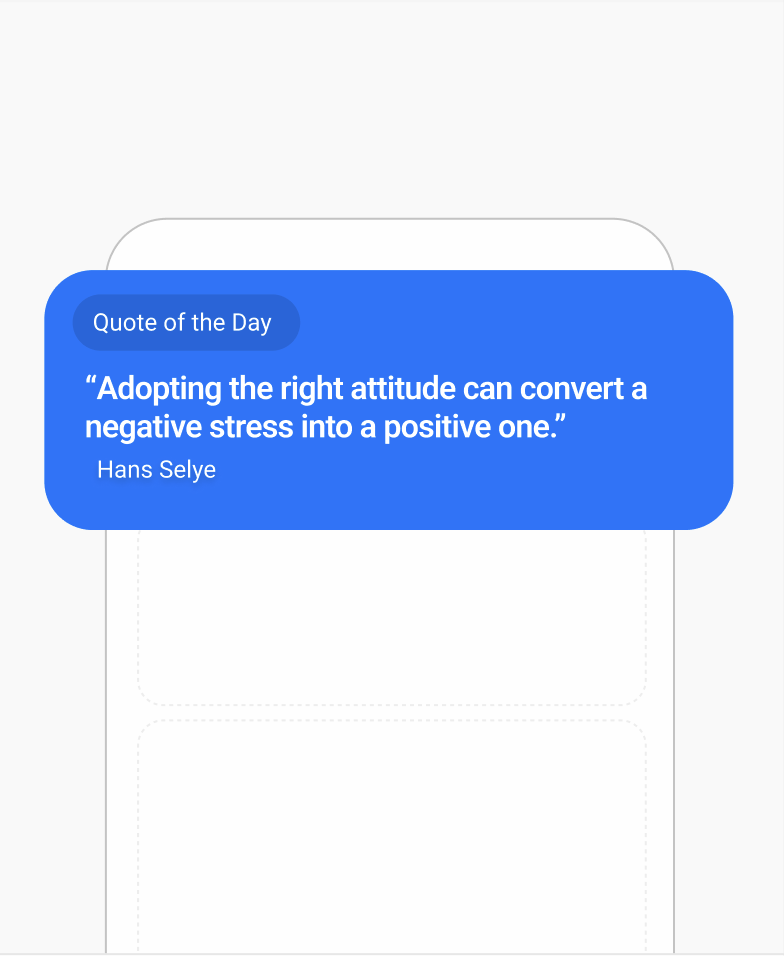 Quote of the Day
“Adopting the right attitude can convert a
negative stress into a positive one.”
Hans Selye